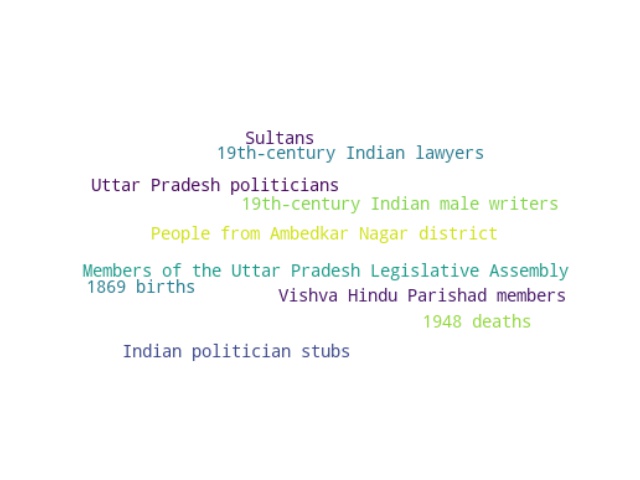 Sultans
19th-century Indian lawyers
Uttar Pradesh politicians
19th-century Indian male writers
People from Ambedkar Nagar district
Members of the Uttar Pradesh Legislative Assembly
1869 births
Vishva Hindu Parishad members
1948 deaths
Indian politician stubs